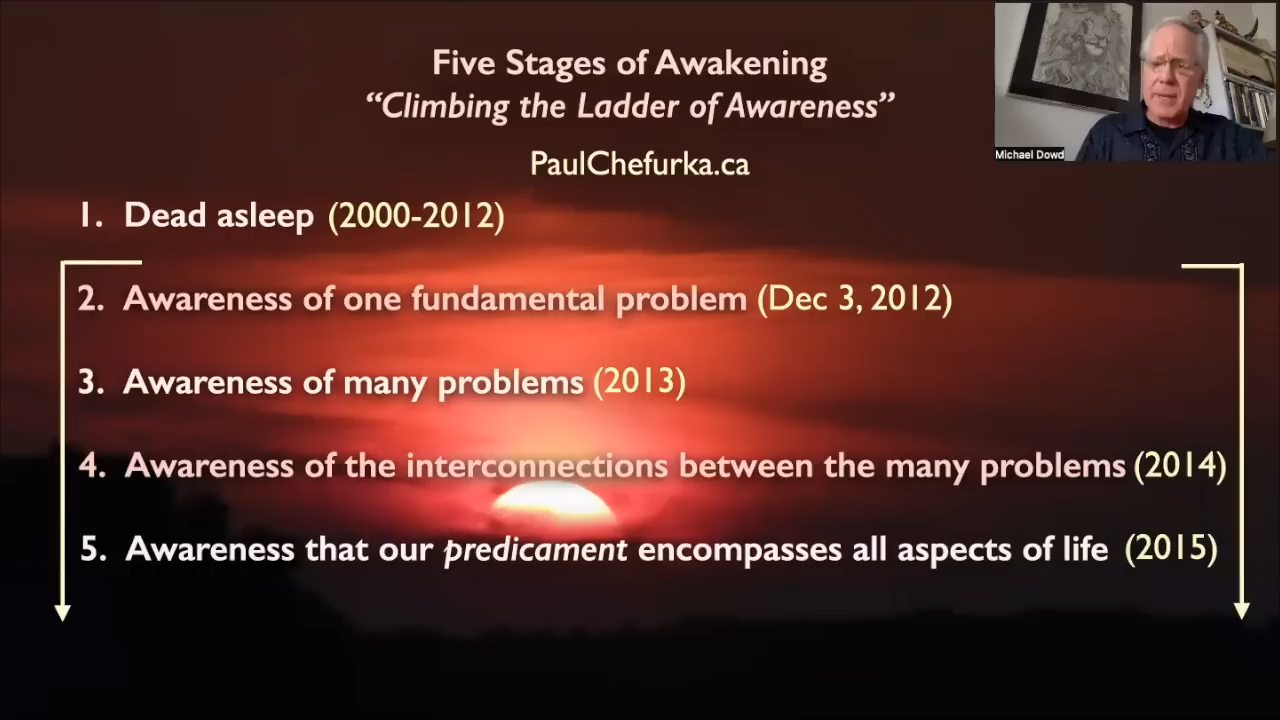 Five Stages of Awakening
“Climbing the Ladder of Awareness”
PaulChefurka.ca
Michael Dowd
1. Dead asleep (2000-2012)
2. Awareness of one fundamental problem (Dec 3, 2012)
3. Awareness of many problems (2013)
4. Awareness of the interconnections between the many problems (2014)
5. Awareness that our predicament encompasses all aspects of life (2015)